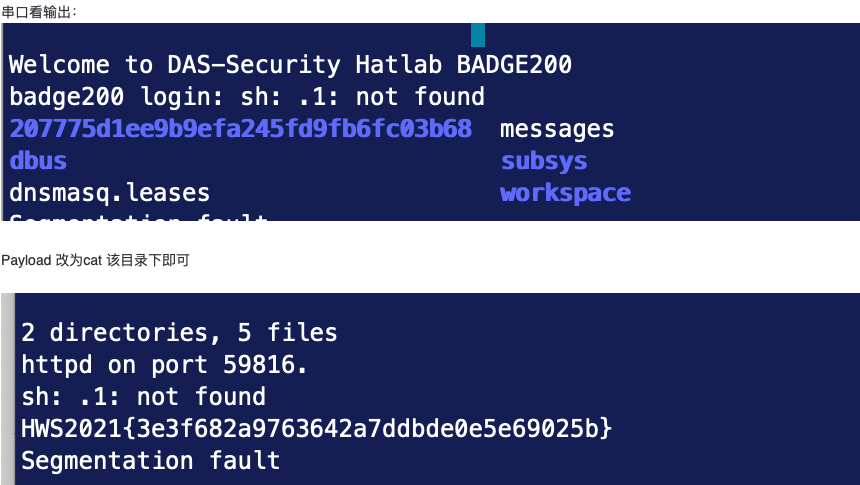 串口看输出：
Welcome to DAS-Security Hatlab BADGE200
badge200 login: sh: .1: not found
207775d1ee9b9efa245fd9fb6fc03b68 messages
dbus subsys
dnsmasq.leases workspace
Segmentation fault
Payload 改为cat 该目录下即可
2 directories, 5 files
httpd on port 59816.
sh: .1: not found
HWS2021{3e3f682a9763642a7ddbde0e5e69025b}
Segmentation fault